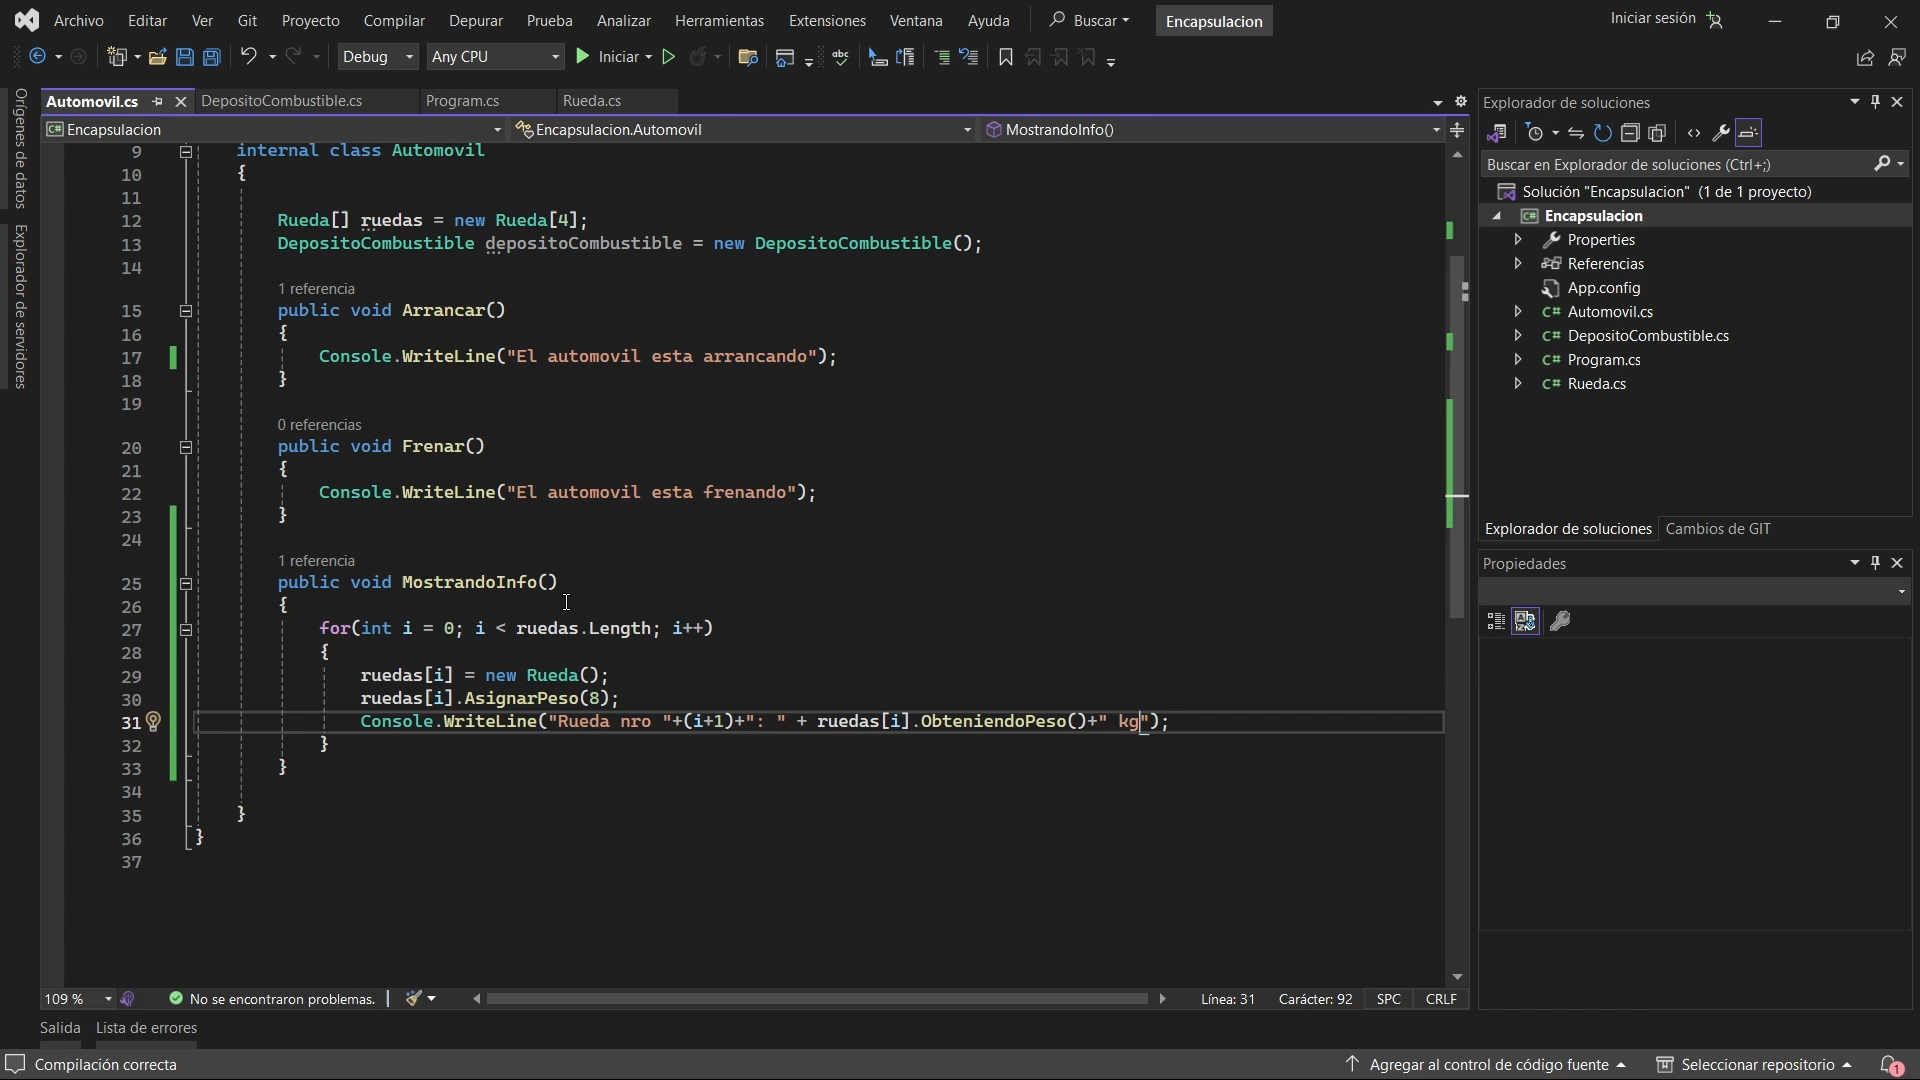 Archivo Editar Ver Git Proyecto Compilar Depurar Prueba Analizar Herramientas Extensiones Ventana Ayuda Buscar Encapsulacion Iniciar sesión
Debug Any CPU Iniciar abc
Automovil.cs DepositoCombustible.cs Program.cs Rueda.cs
C# Encapsulacion Encapsulacion.Automovil MostrandoInfo()
Orígenes de datos
Explorador de servidores
9 internal class Automovil
10 {
11
12 Rueda[] ruedas = new Rueda[4];
13 DepositoCombustible depositoCombustible = new DepositoCombustible();
14
1 referencia
15 public void Arrancar()
16 {
17 Console.WriteLine("El automovil esta arrancando");
18 }
19
0 referencias
20 public void Frenar()
21 {
22 Console.WriteLine("El automovil esta frenando");
23 }
24
1 referencia
25 public void MostrandoInfo()
26 {
27 for(int i = 0; i < ruedas.Length; i++)
28 {
29 ruedas[i] = new Rueda();
30 ruedas[i].AsignarPeso(8);
31 Console.WriteLine("Rueda nro "+(i+1)+": " + ruedas[i].ObteniendoPeso()+" kg");
32 }
33 }
34
35 }
36 }
37
109 % No se encontraron problemas. Línea: 31 Carácter: 92 SPC CRLF
Salida Lista de errores
Explorador de soluciones
Buscar en Explorador de soluciones (Ctrl+;)
Solución "Encapsulacion" (1 de 1 proyecto)
C# Encapsulacion
Properties
Referencias
App.config
C# Automovil.cs
C# DepositoCombustible.cs
C# Program.cs
C# Rueda.cs
Explorador de soluciones Cambios de GIT
Propiedades
Compilación correcta Agregar al control de código fuente Seleccionar repositorio 1